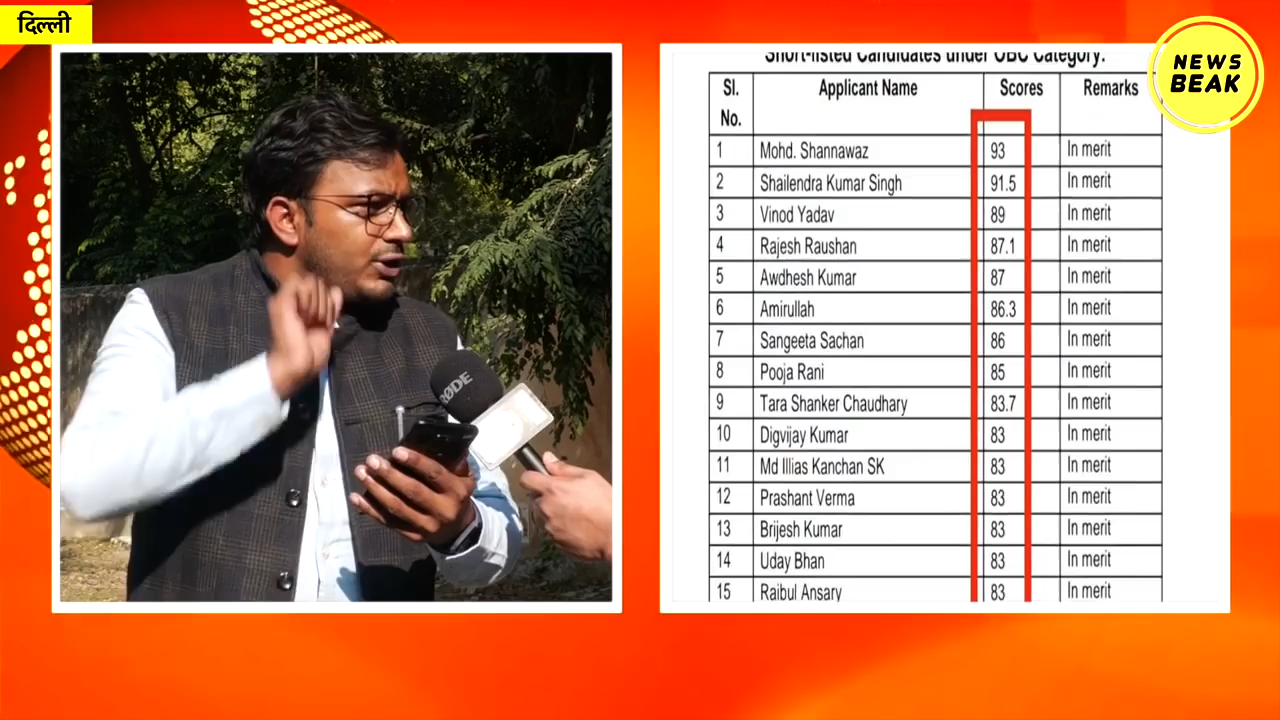 दिल्ली
NEWS
BEAK
RØDE
Short-listed Candidates under OBC Category:
Sl. No. Applicant Name Scores Remarks
1 Mohd. Shannawaz 93 In merit
2 Shailendra Kumar Singh 91.5 In merit
3 Vinod Yadav 89 In merit
4 Rajesh Raushan 87.1 In merit
5 Awdhesh Kumar 87 In merit
6 Amirullah 86.3 In merit
7 Sangeeta Sachan 86 In merit
8 Pooja Rani 85 In merit
9 Tara Shanker Chaudhary 83.7 In merit
10 Digvijay Kumar 83 In merit
11 Md Illias Kanchan SK 83 In merit
12 Prashant Verma 83 In merit
13 Brijesh Kumar 83 In merit
14 Uday Bhan 83 In merit
15 Raibul Ansary 83 In merit